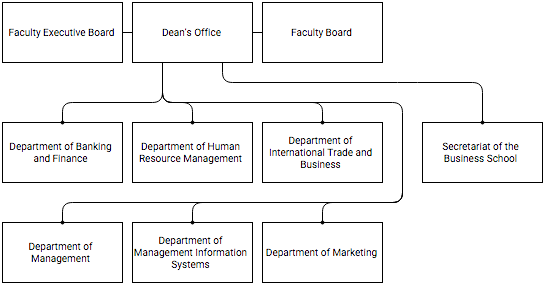 Faculty Executive Board
Dean's Office
Faculty Board
Department of Banking
and Finance
Department of Human
Resource Management
Department of
International Trade and
Business
Secretariat of the
Business School
Department of
Management
Department of
Management Information
Systems
Department of Marketing